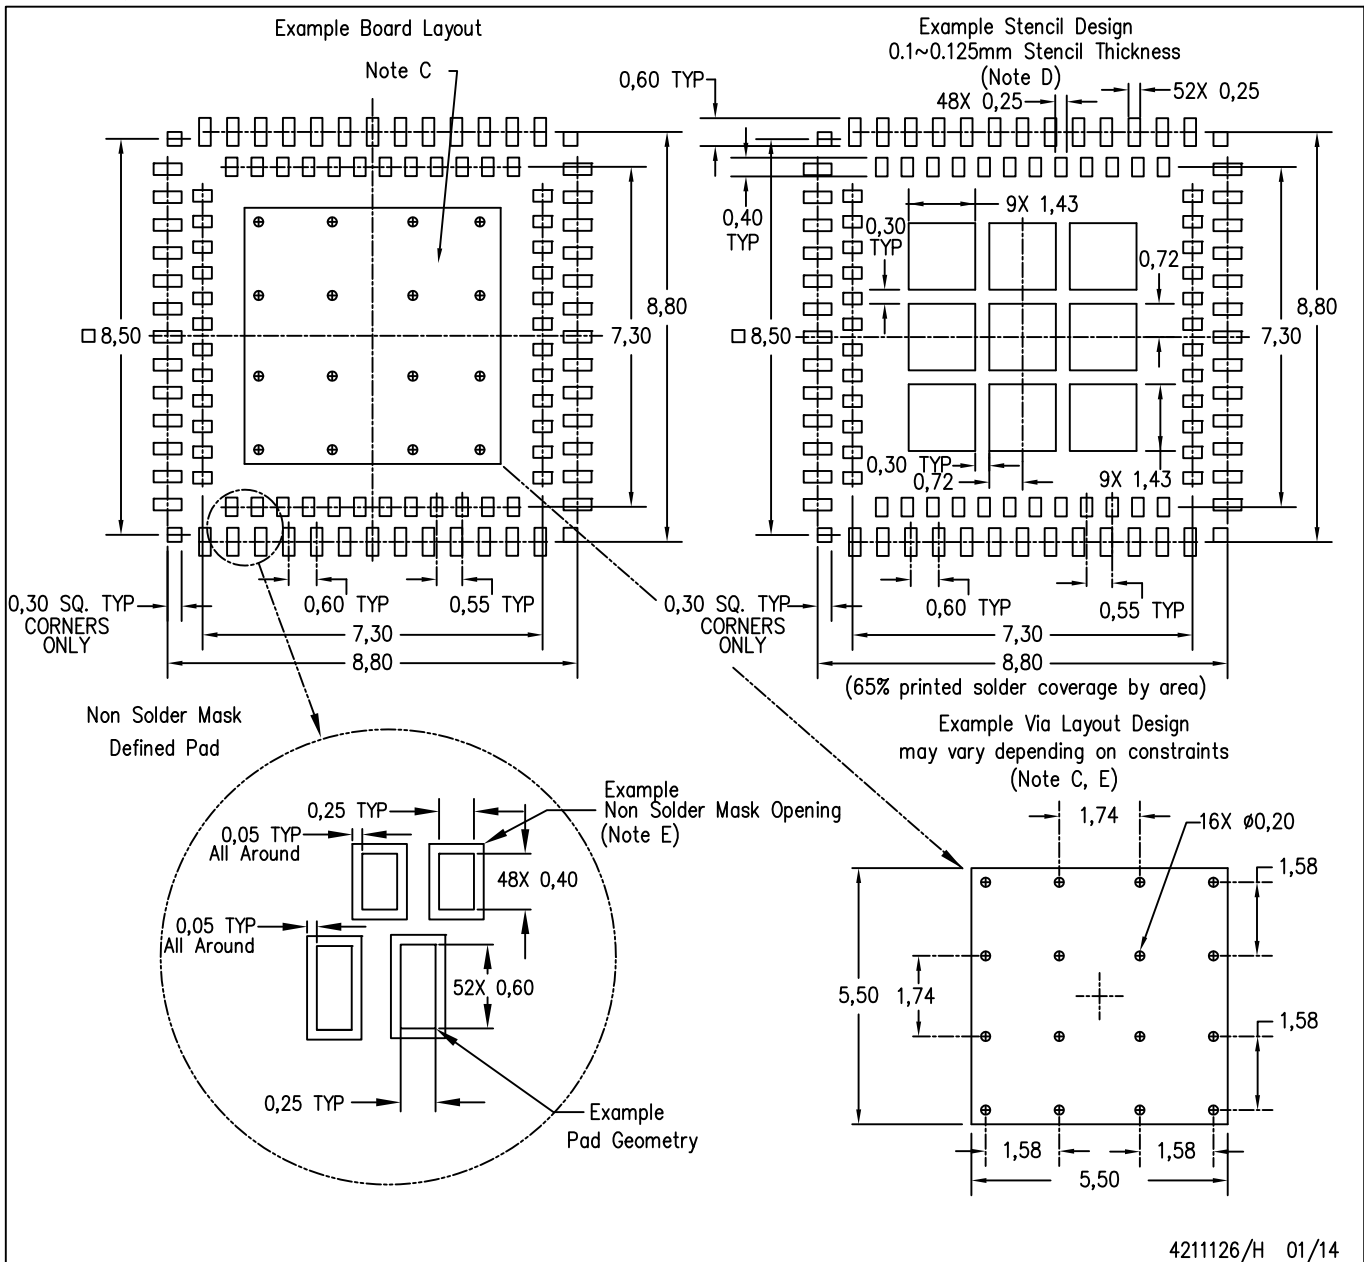 Example Board Layout
Note C
8,50
7,30
8,80
0,30 SQ. TYP
CORNERS
ONLY
0,60 TYP
0,55 TYP
7,30
8,80
Example Stencil Design
0.1~0.125mm Stencil Thickness
(Note D)
0,60 TYP
48X 0,25
52X 0,25
0,40
TYP
0,30
TYP
9X 1,43
0,72
8,50
7,30
8,80
0,30 TYP
0,72
9X 1,43
0,30 SQ. TYP
CORNERS
ONLY
0,60 TYP
0,55 TYP
7,30
8,80
(65% printed solder coverage by area)
Non Solder Mask
Defined Pad
0,25 TYP
Example
Non Solder Mask Opening
(Note E)
0,05 TYP
All Around
48X 0,40
0,05 TYP
All Around
52X 0,60
0,25 TYP
Example
Pad Geometry
Example Via Layout Design
may vary depending on constraints
(Note C, E)
1,74
16X ø0,20
1,58
5,50
1,74
1,58
1,58
1,58
5,50
4211126/H 01/14